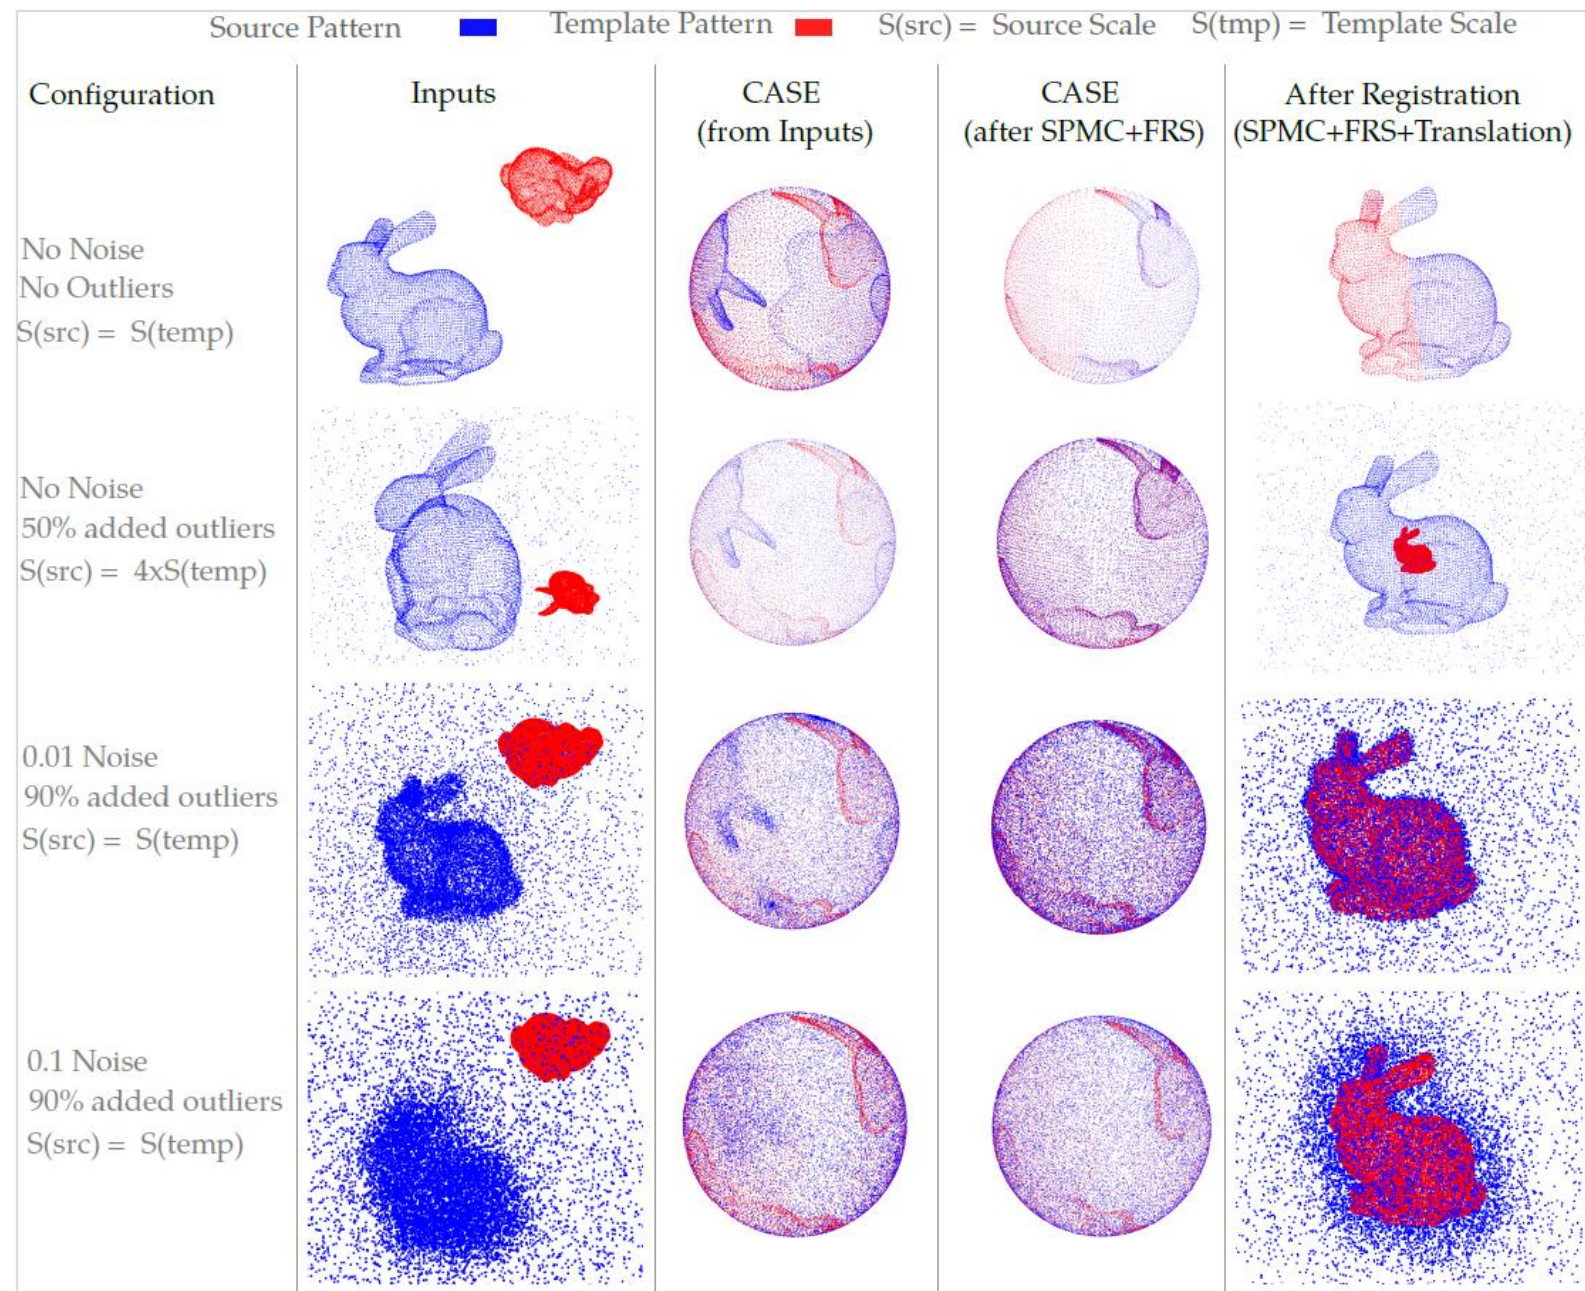 Source Pattern Template Pattern S(src) = Source Scale S(tmp) = Template Scale
Configuration Inputs CASE CASE After Registration
(from Inputs) (after SPMC+FRS) (SPMC+FRS+Translation)
No Noise
No Outliers
S(src) = S(temp)
No Noise
50% added outliers
S(src) = 4xS(temp)
0.01 Noise
90% added outliers
S(src) = S(temp)
0.1 Noise
90% added outliers
S(src) = S(temp)